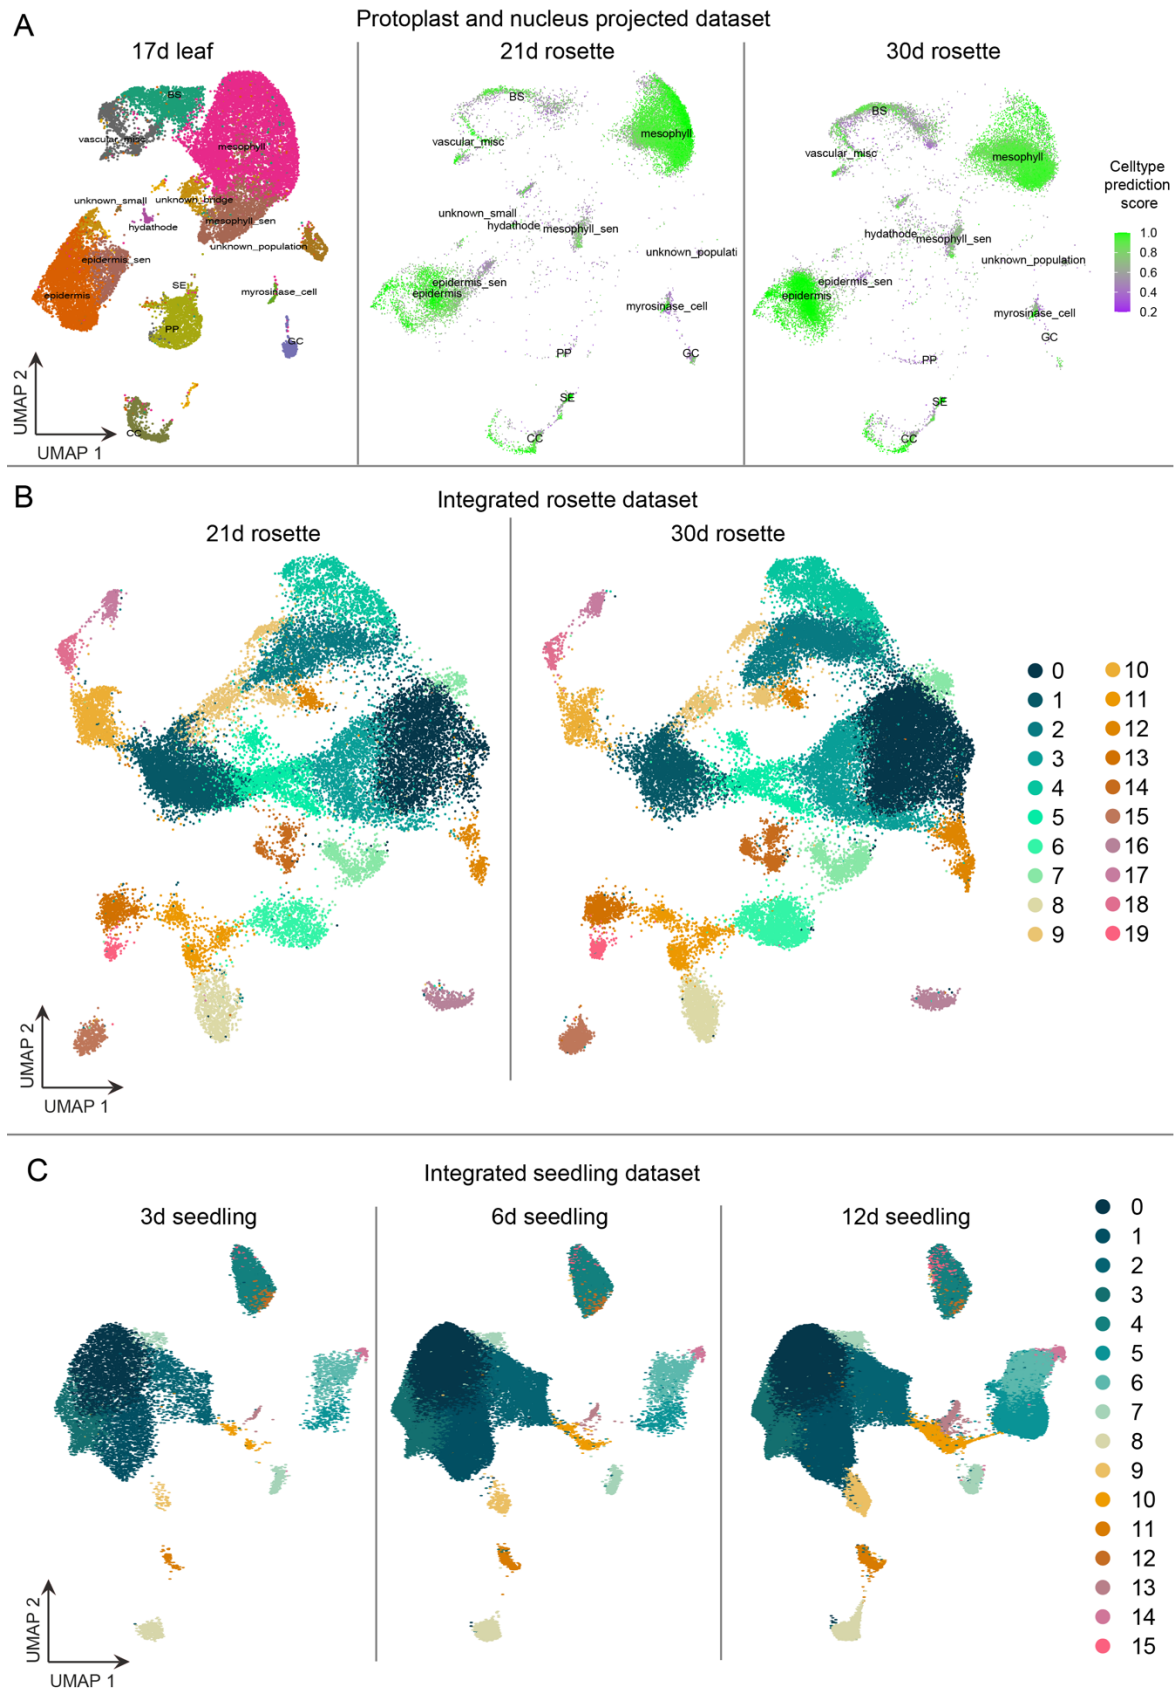 A
Protoplast and nucleus projected dataset
17d leaf
21d rosette
30d rosette
BS
vascular_misc
mesophyll
unknown_small
unknown_bridge
hydathode
mesophyll_sen
unknown_population
epidermis_sen
epidermis
SE
myrosinase_cell
PP
GC
CC
UMAP 2
UMAP 1
BS
mesophyll
vascular_misc
unknown_small
hydathode
mesophyll_sen
unknown_populati
epidermis_sen
epidermis
myrosinase_cell
PP
GC
SE
CC
BS
vascular_misc
mesophyll
hydathode
mesophyll_sen
unknown_population
epidermis_sen
epidermis
myrosinase_cell
GC
PP
SE
CC
Celltype
prediction
score
1.0
0.8
0.6
0.4
0.2
B
Integrated rosette dataset
21d rosette
30d rosette
0
1
2
3
4
5
6
7
8
9
10
11
12
13
14
15
16
17
18
19
UMAP 2
UMAP 1
C
Integrated seedling dataset
3d seedling
6d seedling
12d seedling
0
1
2
3
4
5
6
7
8
9
10
11
12
13
14
15
UMAP 2
UMAP 1